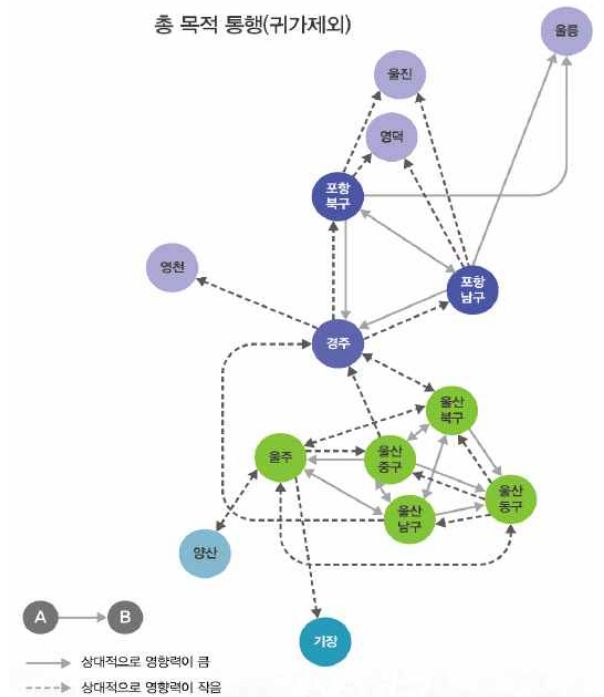 총 목적 통행(귀가제외)
울릉
울진
영덕
포항
북구
영천
포항
남구
경주
울산
북구
울주
울산
중구
울산
동구
울산
남구
양산
기장
A
B
상대적으로 영향력이 큼
상대적으로 영향력이 작음